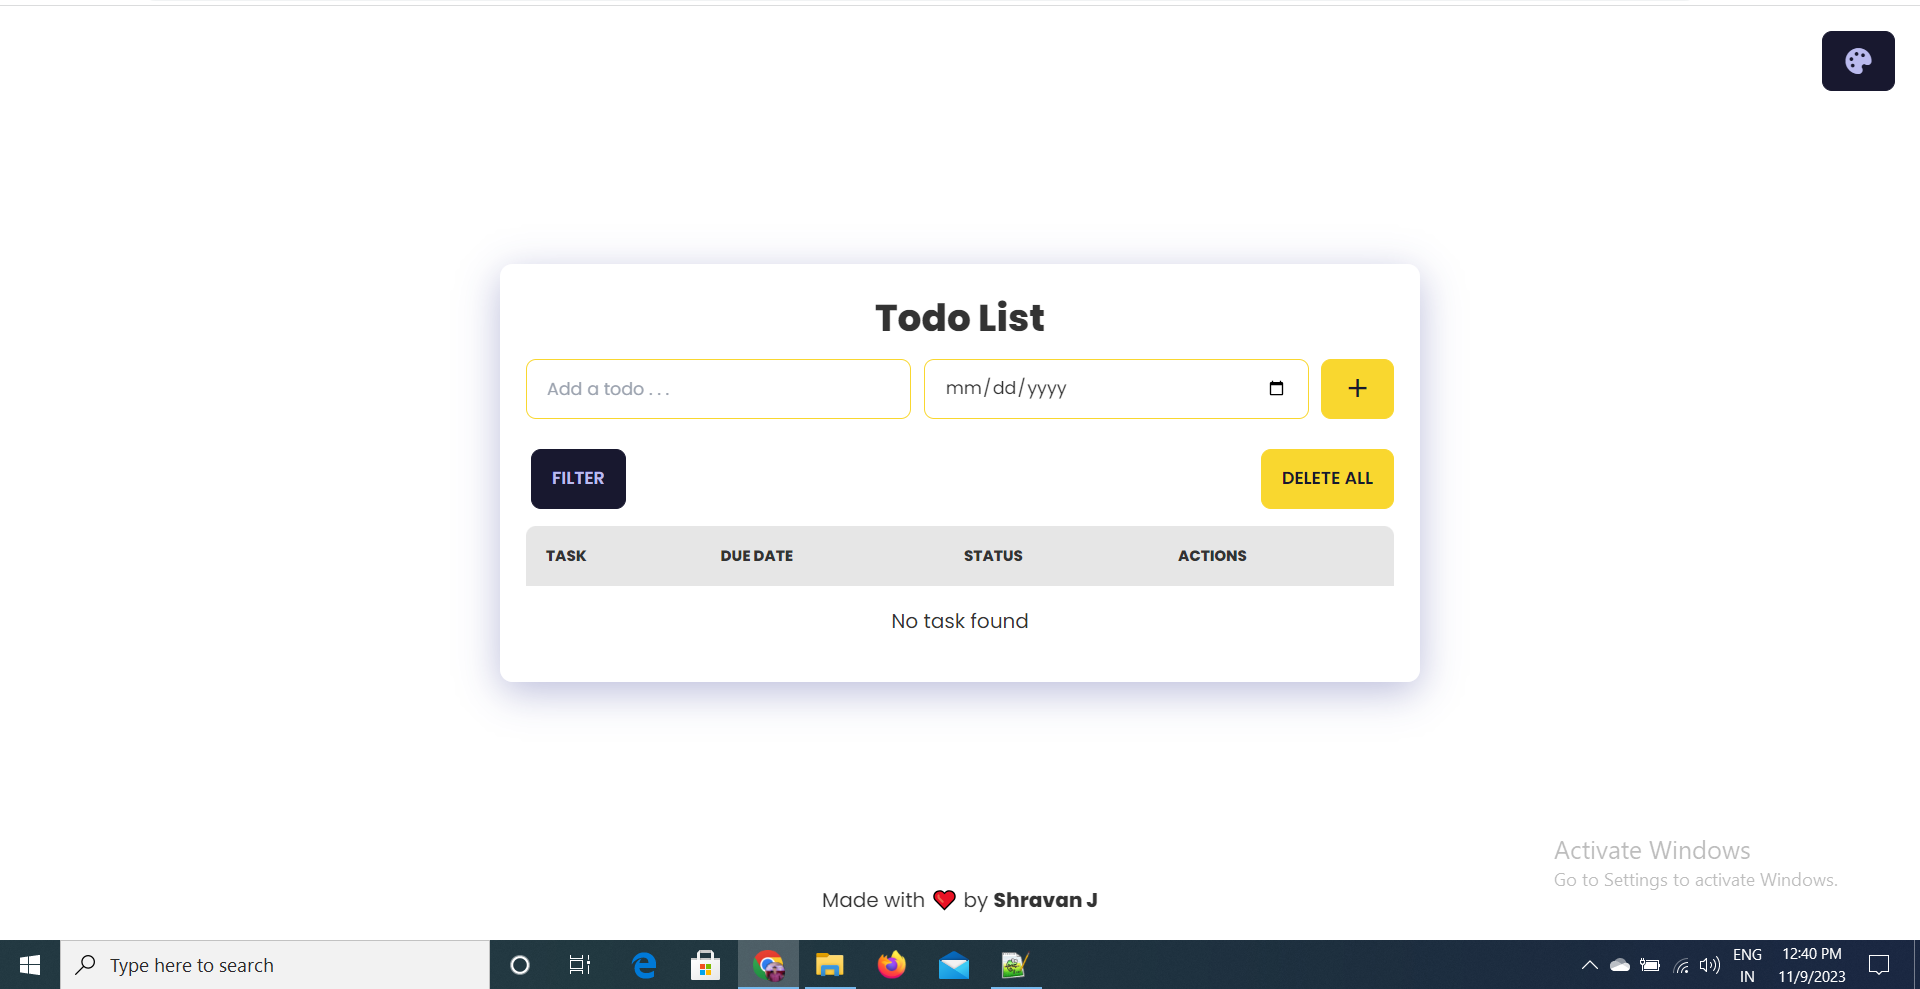 Todo List
Add a todo . . .
mm/dd/yyyy
+
FILTER
DELETE ALL
TASK DUE DATE STATUS ACTIONS
No task found
Activate Windows
Go to Settings to activate Windows.
Made with ❤ by Shravan J
Type here to search
ENG
IN
12:40 PM
11/9/2023